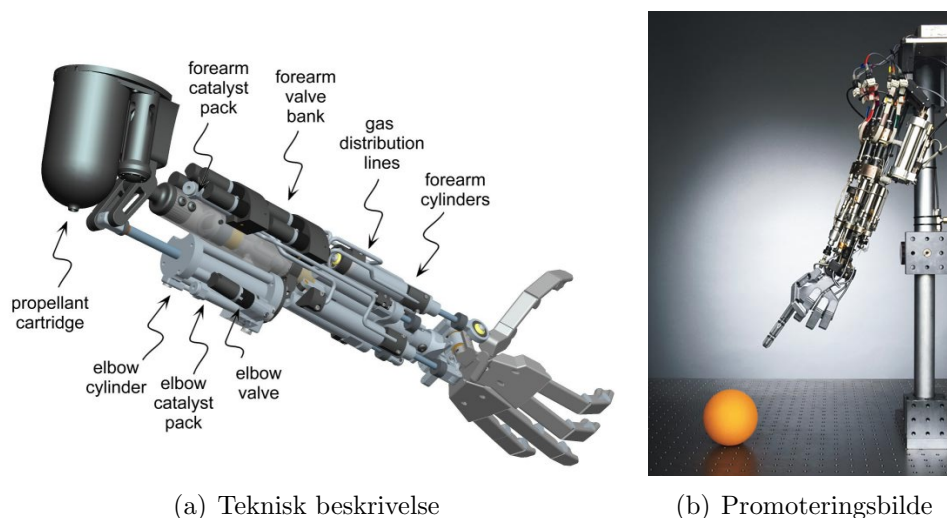 forearm
catalyst
pack
forearm
valve
bank
gas
distribution
lines
forearm
cylinders
propellant
cartridge
elbow
cylinder
elbow
catalyst
pack
elbow
valve
(a) Teknisk beskrivelse
(b) Promoteringsbilde